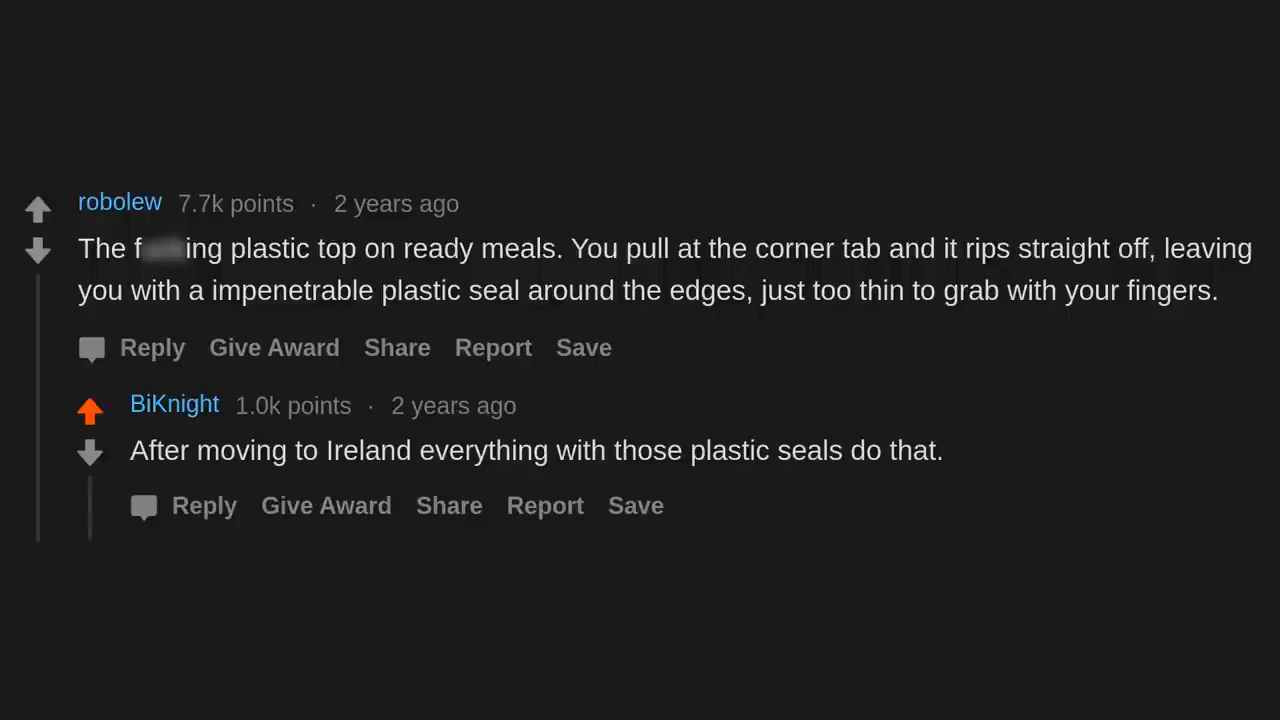 robolew 7.7k points · 2 years ago
The f ing plastic top on ready meals. You pull at the corner tab and it rips straight off, leaving
you with a impenetrable plastic seal around the edges, just too thin to grab with your fingers.
Reply Give Award Share Report Save
BiKnight 1.0k points · 2 years ago
After moving to Ireland everything with those plastic seals do that.
Reply Give Award Share Report Save